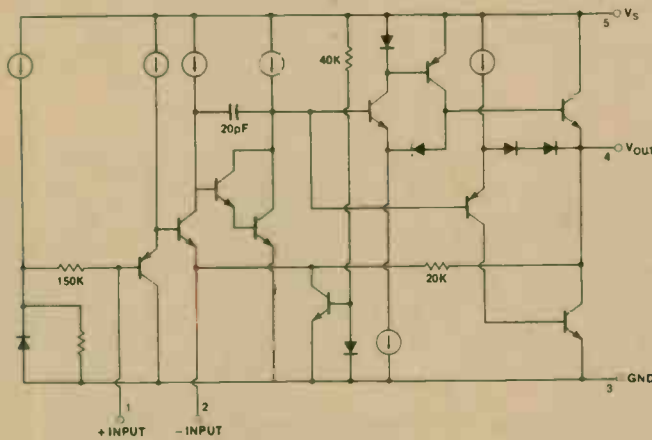 5 VS
40K
20pF
4 VOUT
150K
20K
3 GND
1
2
+ INPUT
- INPUT